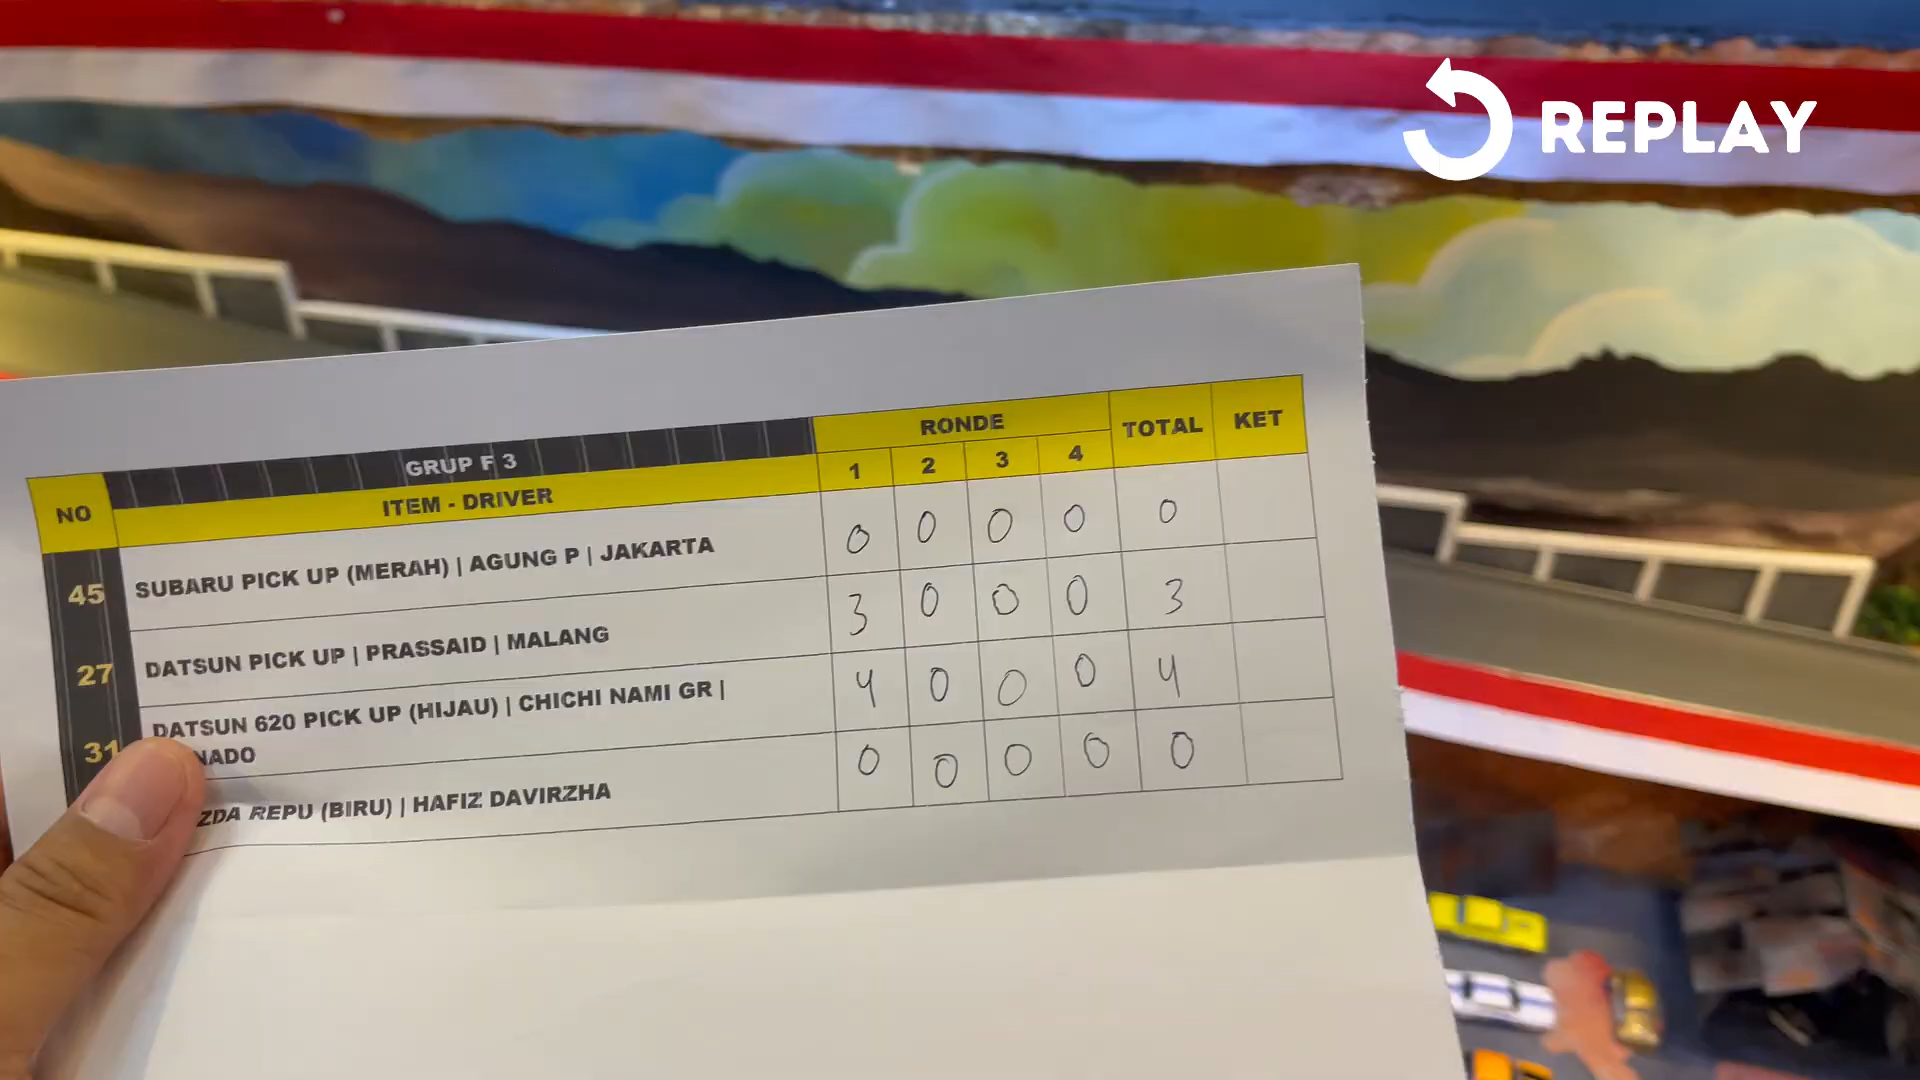 REPLAY
GRUP F 3
RONDE
TOTAL
KET
NO
ITEM - DRIVER
1 2 3 4
45 SUBARU PICK UP (MERAH) | AGUNG P | JAKARTA 0 0 0 0 0
27 DATSUN PICK UP | PRASSAID | MALANG 3 0 0 0 3
31 DATSUN 620 PICK UP (HIJAU) | CHICHI NAMI GR | 4 0 0 0 4
NADO
ZDA REPU (BIRU) | HAFIZ DAVIRZHA 0 0 0 0 0